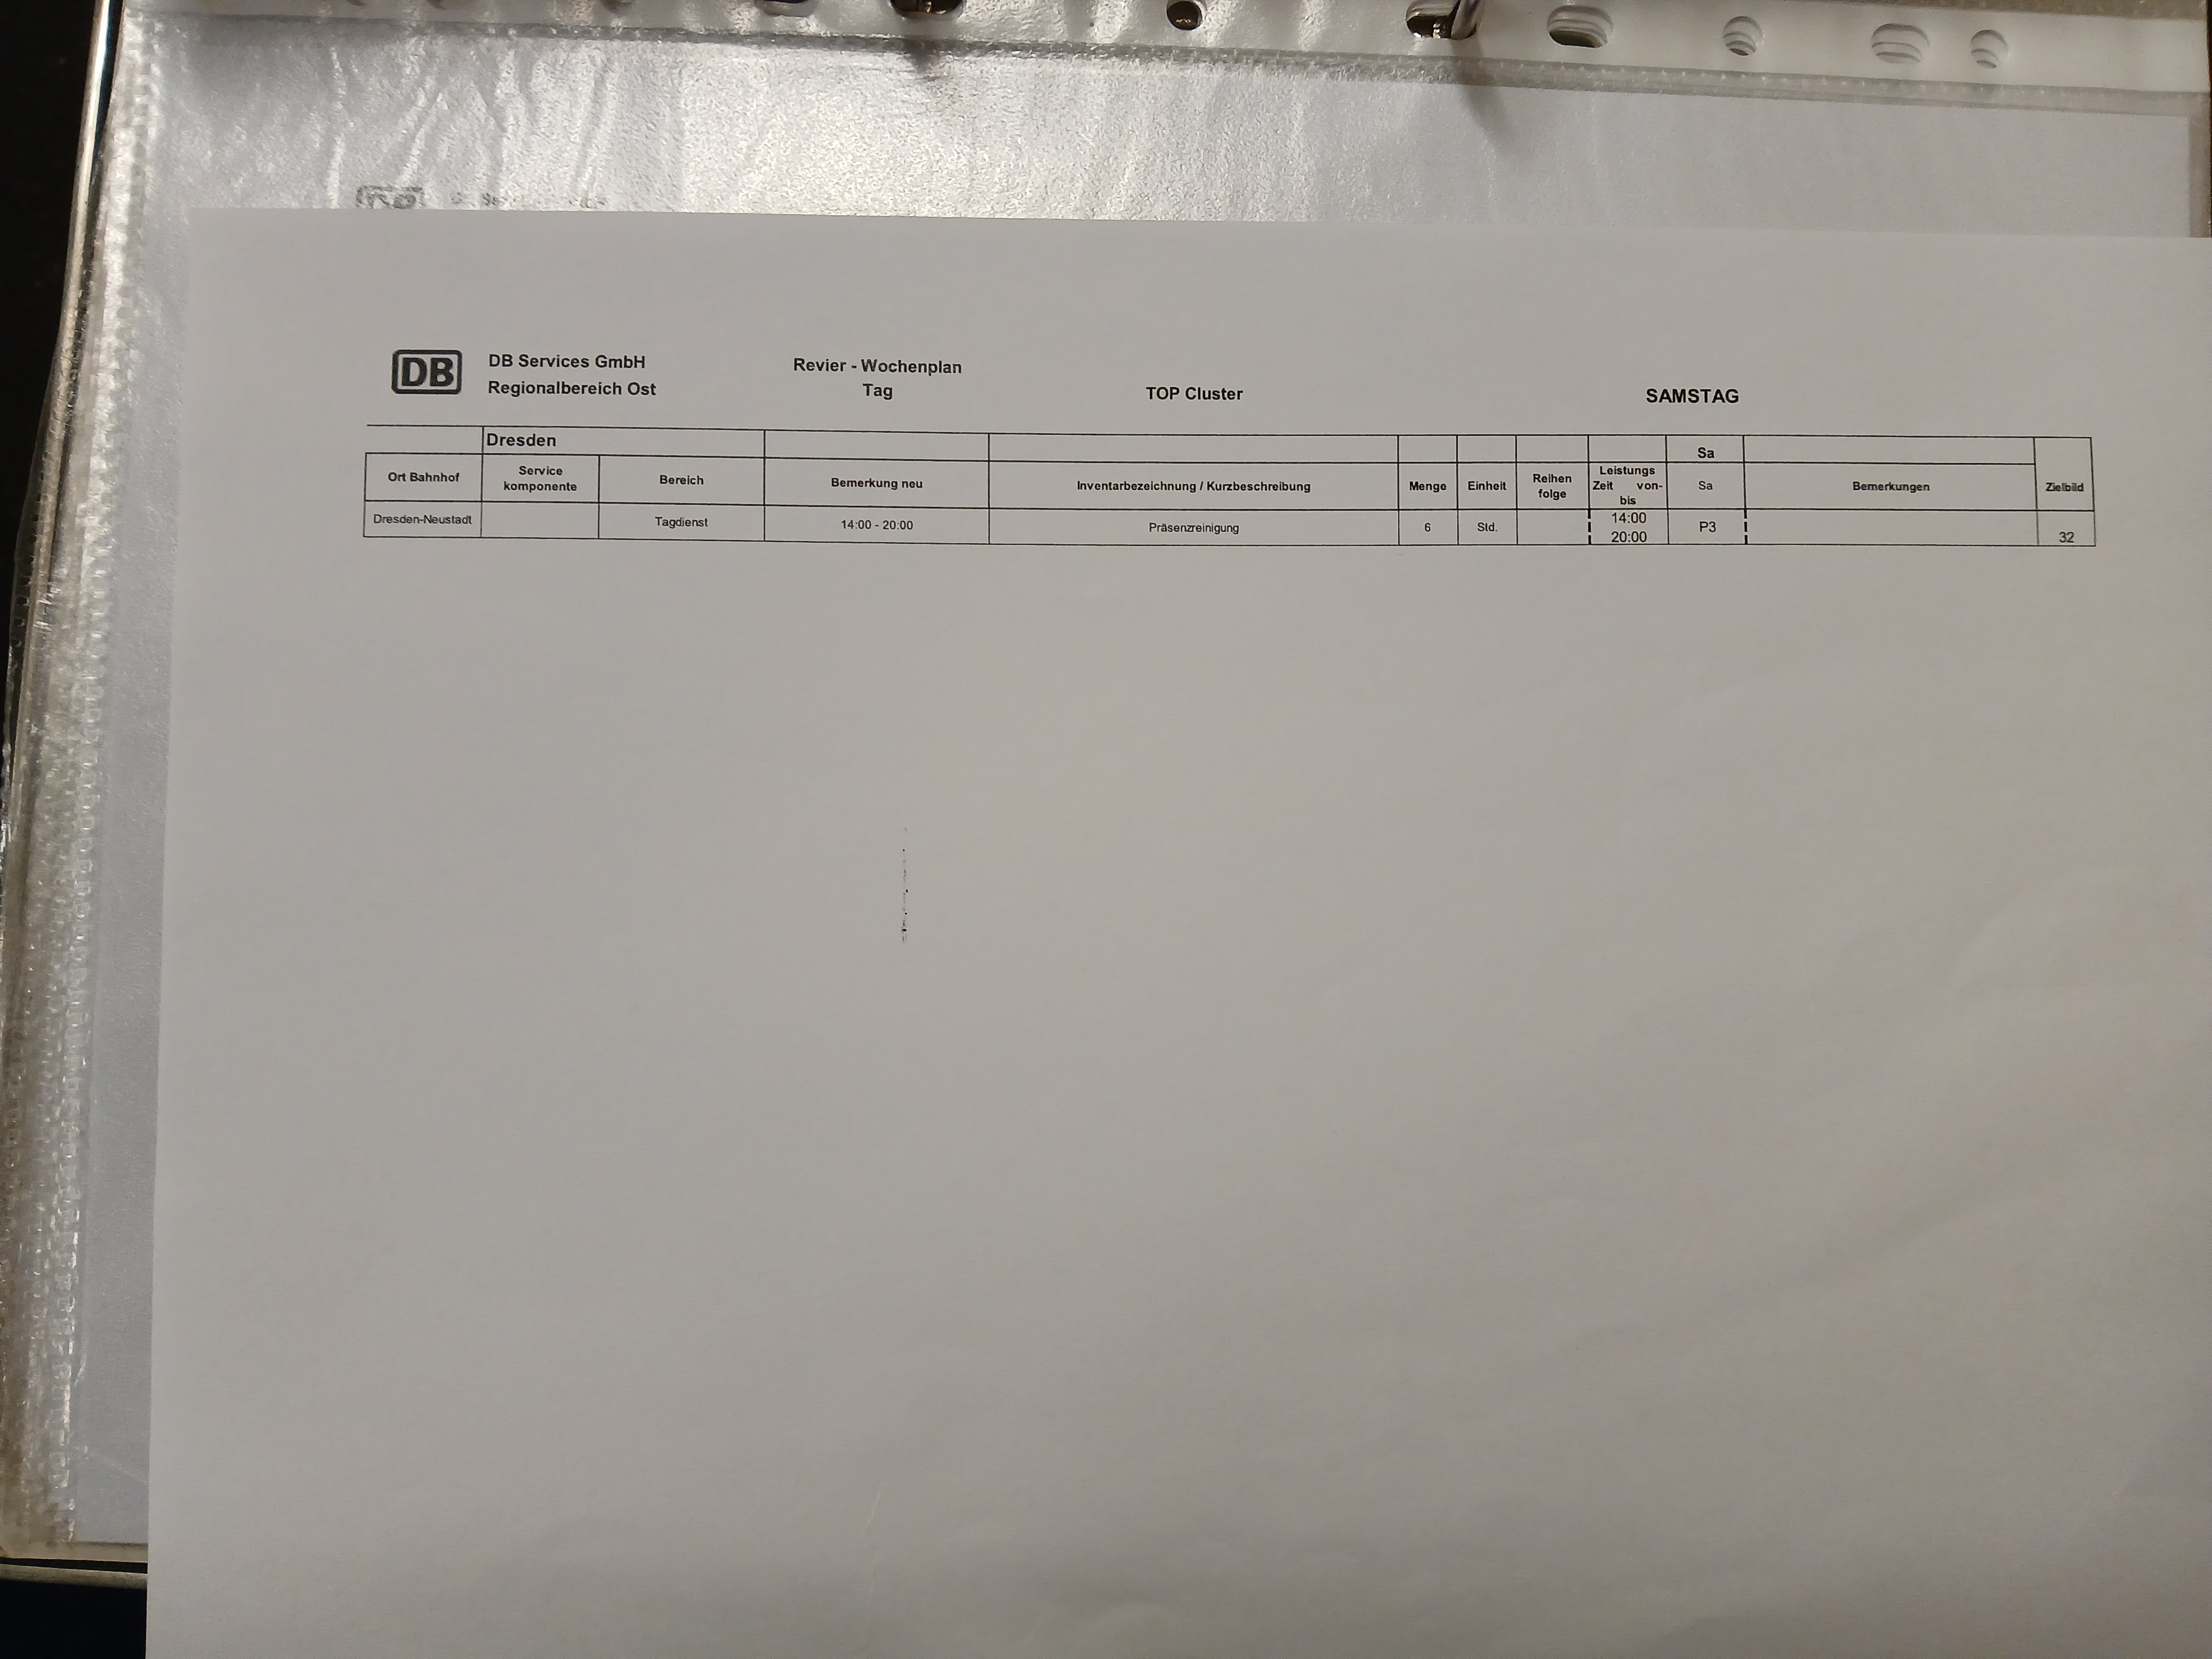 DB
DB Services GmbH
Regionalbereich Ost
Revier - Wochenplan
Tag
TOP Cluster
SAMSTAG
Dresden Sa
Ort Bahnhof Service komponente Bereich Bemerkung neu Inventarbezeichnung / Kurzbeschreibung Menge Einheit Reihen folge Leistungs Zeit von- bis Sa Bemerkungen Zielbild
Dresden-Neustadt Tagdienst 14:00 - 20:00 Präsenzreinigung 6 Std. 14:00 20:00 P3 32